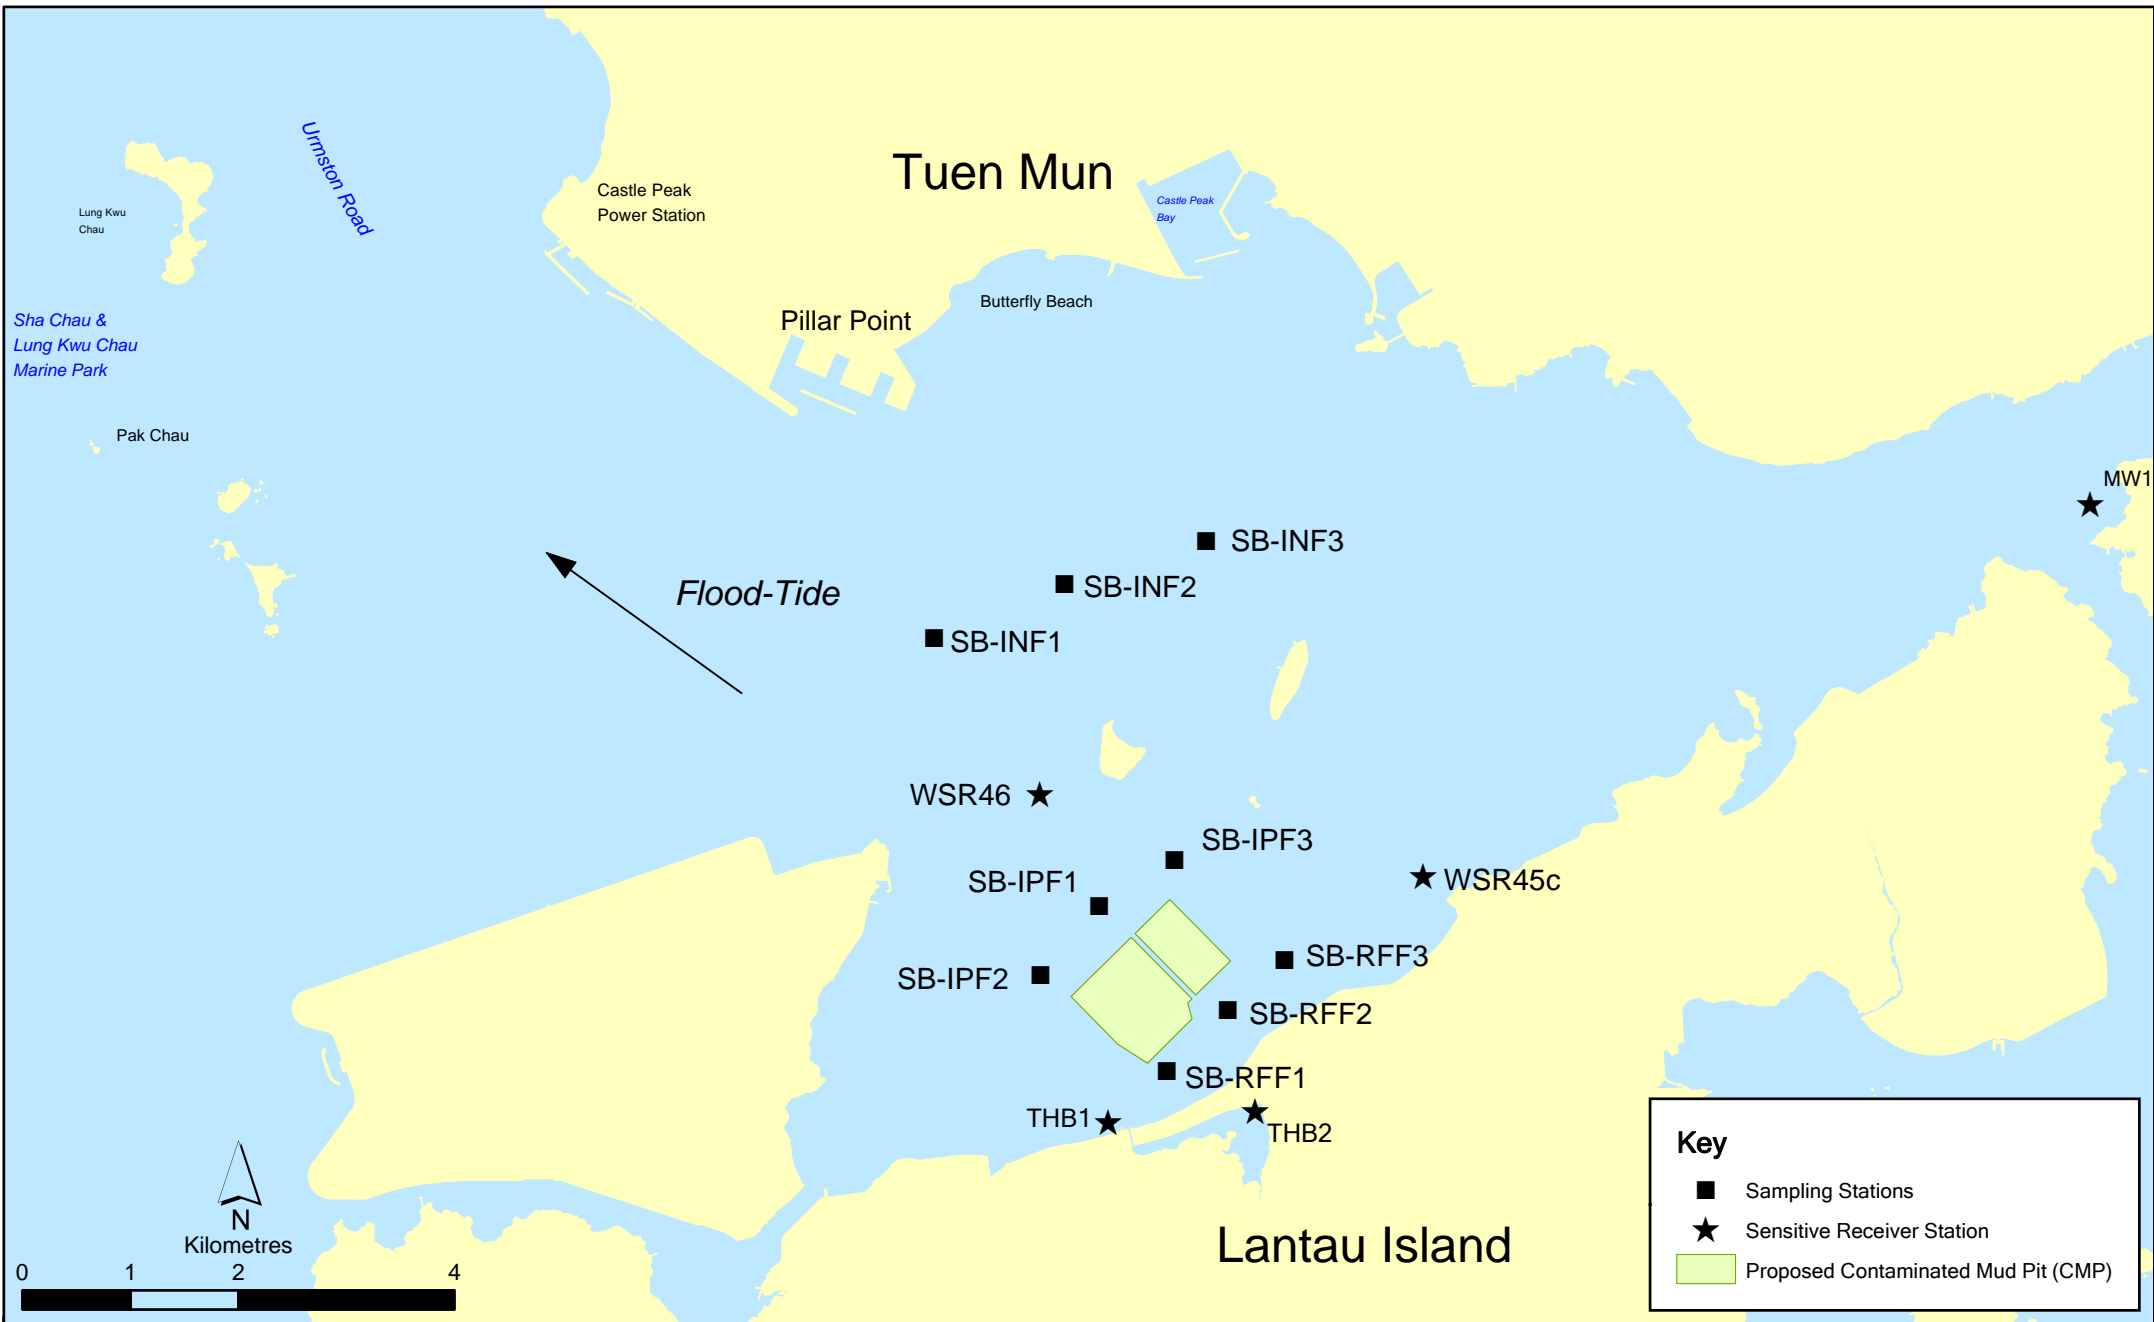 Urmston Road
Tuen Mun
Castle Peak
Power Station
Castle Peak
Bay
Lung Kwu
Chau
Butterfly Beach
Pillar Point
Sha Chau &
Lung Kwu Chau
Marine Park
Pak Chau
MW1
SB-INF3
Flood-Tide
SB-INF2
SB-INF1
WSR46
SB-IPF3
SB-IPF1
WSR45c
SB-RFF3
SB-IPF2
SB-RFF2
SB-RFF1
THB1
THB2
Lantau Island
N
Kilometres
0 1 2 4
Key
Sampling Stations
Sensitive Receiver Station
Proposed Contaminated Mud Pit (CMP)